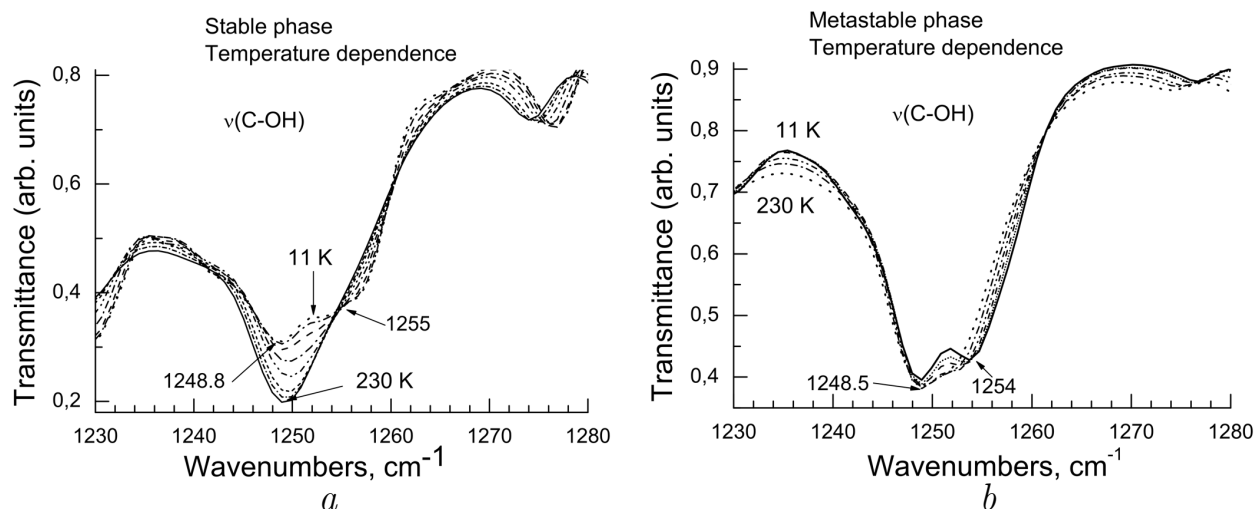 Stable phase
Temperature dependence
ν(C-OH)
Transmittance (arb. units)
0,8
0,6
0,4
0,2
11 K
1255
1248.8
230 K
1230 1240 1250 1260 1270 1280
Wavenumbers, cm-1
a
Metastable phase
Temperature dependence
ν(C-OH)
Transmittance (arb. units)
0,9
0,8
0,7
0,6
0,5
0,4
11 K
230 K
1248.5
1254
1230 1240 1250 1260 1270 1280
Wavenumbers, cm-1
b